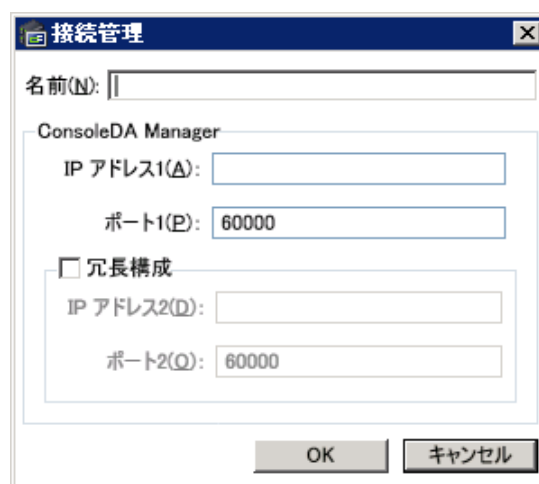 接続管理
名前(N):
ConsoleDA Manager
IP アドレス1(A):
ポート1(P): 60000
冗長構成
IP アドレス2(D):
ポート2(O): 60000
OK キャンセル